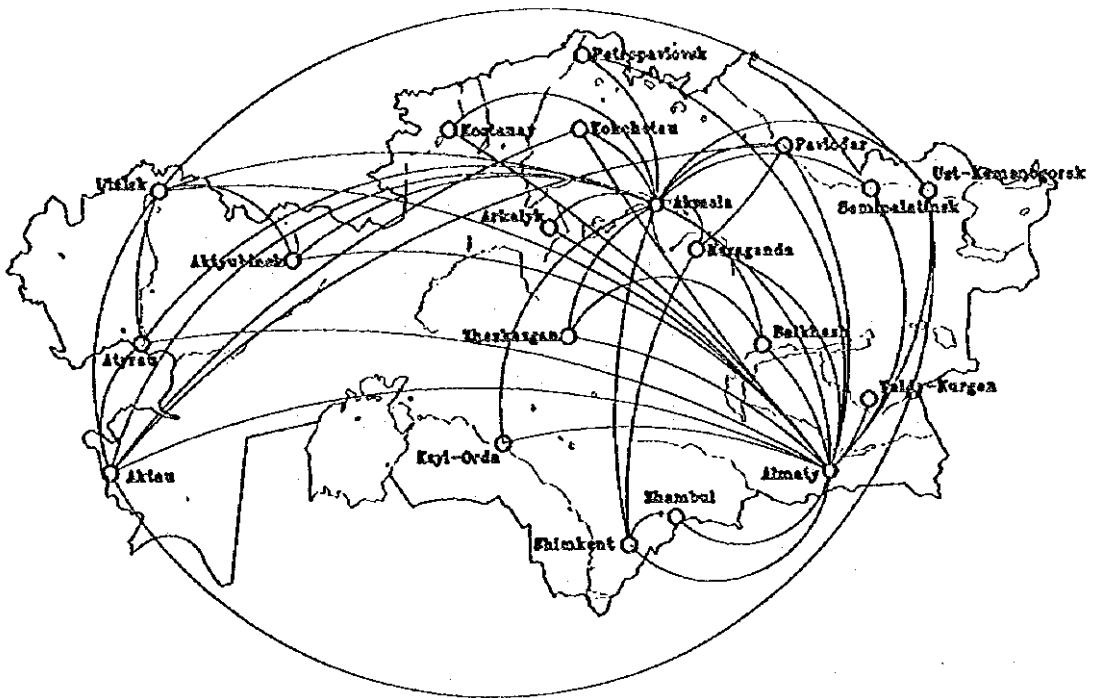 Petropavlovsk
Kostanay
Kokchetau
Pavlodar
Uralsk
Ust-Kamenogorsk
Semipalatinsk
Akmola
Arkalyk
Aktyubinsk
Karaganda
Zhezkazgan
Balkhash
Atyrau
Taldy-Kurgan
Ksyl-Orda
Almaty
Aktau
Zhambul
Shimkent